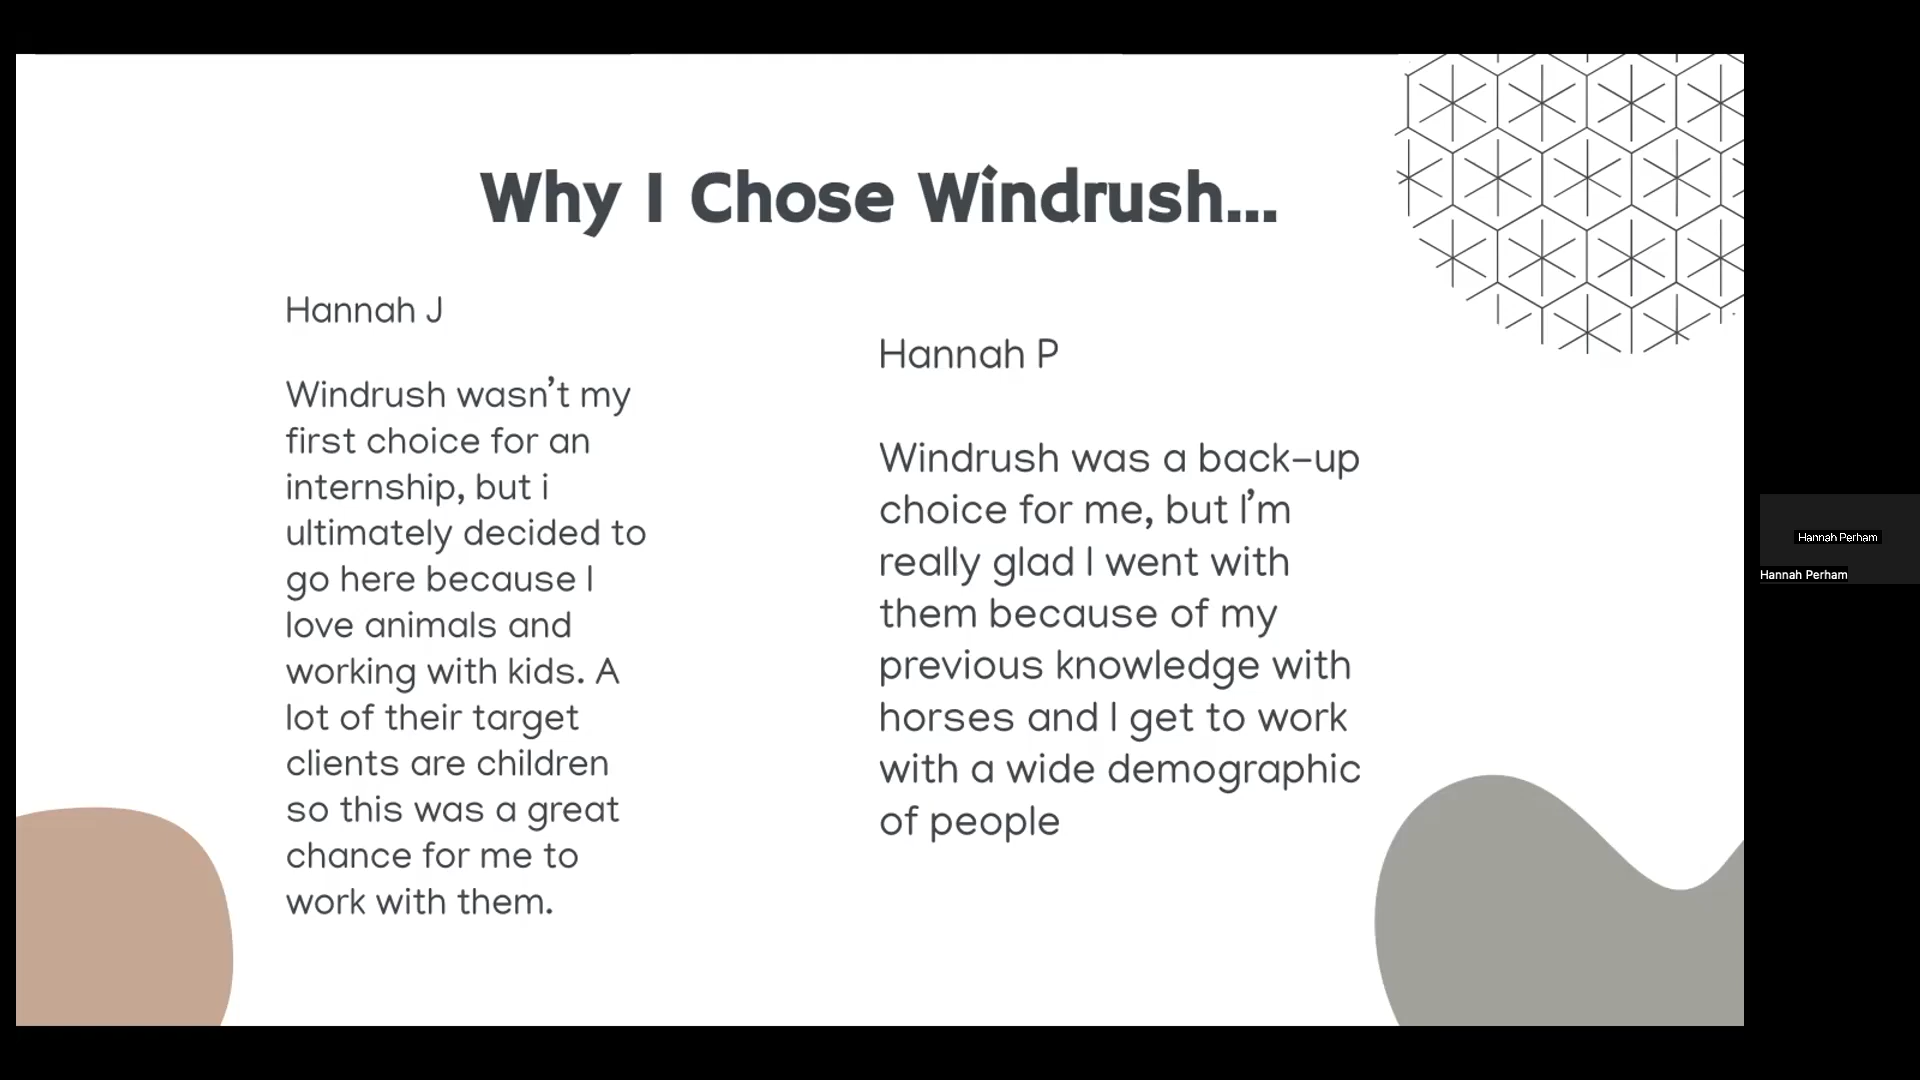 Why I Chose Windrush...
Hannah J
Windrush wasn't my
first choice for an
internship, but i
ultimately decided to
go here because I
love animals and
working with kids. A
lot of their target
clients are children
so this was a great
chance for me to
work with them.
Hannah P
Windrush was a back-up
choice for me, but I'm
really glad I went with
them because of my
previous knowledge with
horses and I get to work
with a wide demographic
of people
Hannah Perham
Hannah Perham